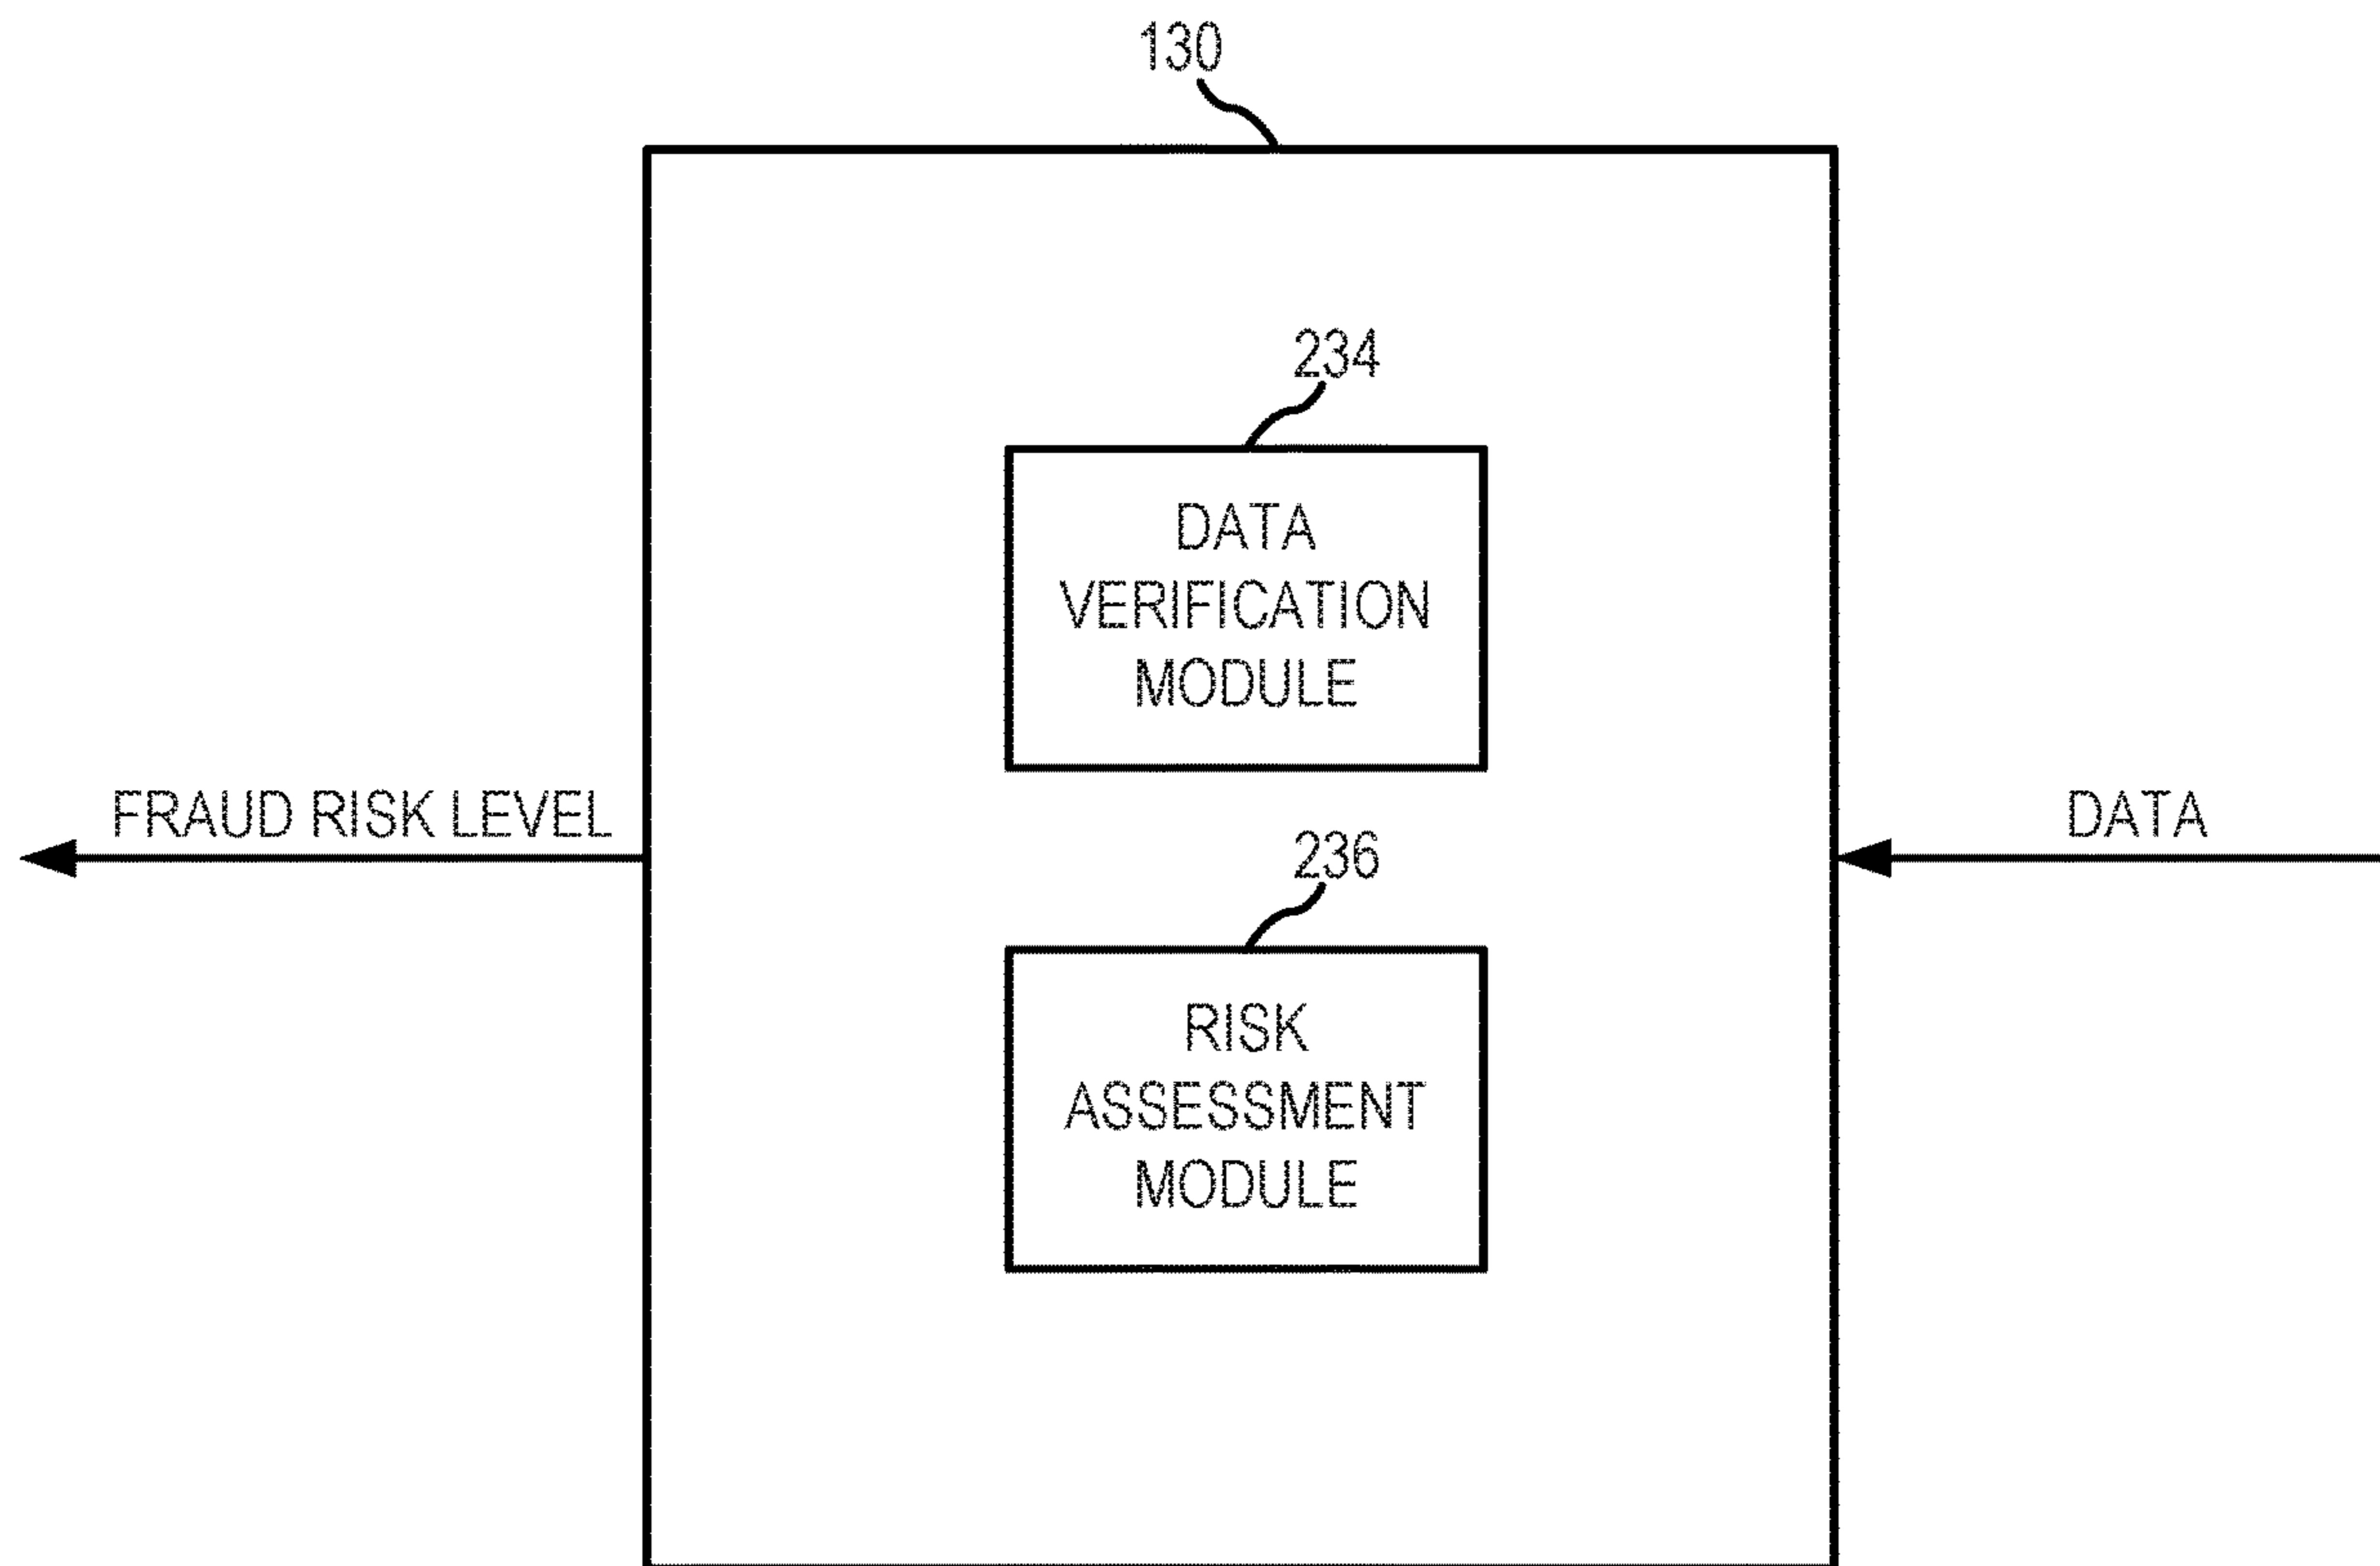 130
234
DATA
VERIFICATION
MODULE
FRAUD RISK LEVEL
DATA
236
RISK
ASSESSMENT
MODULE